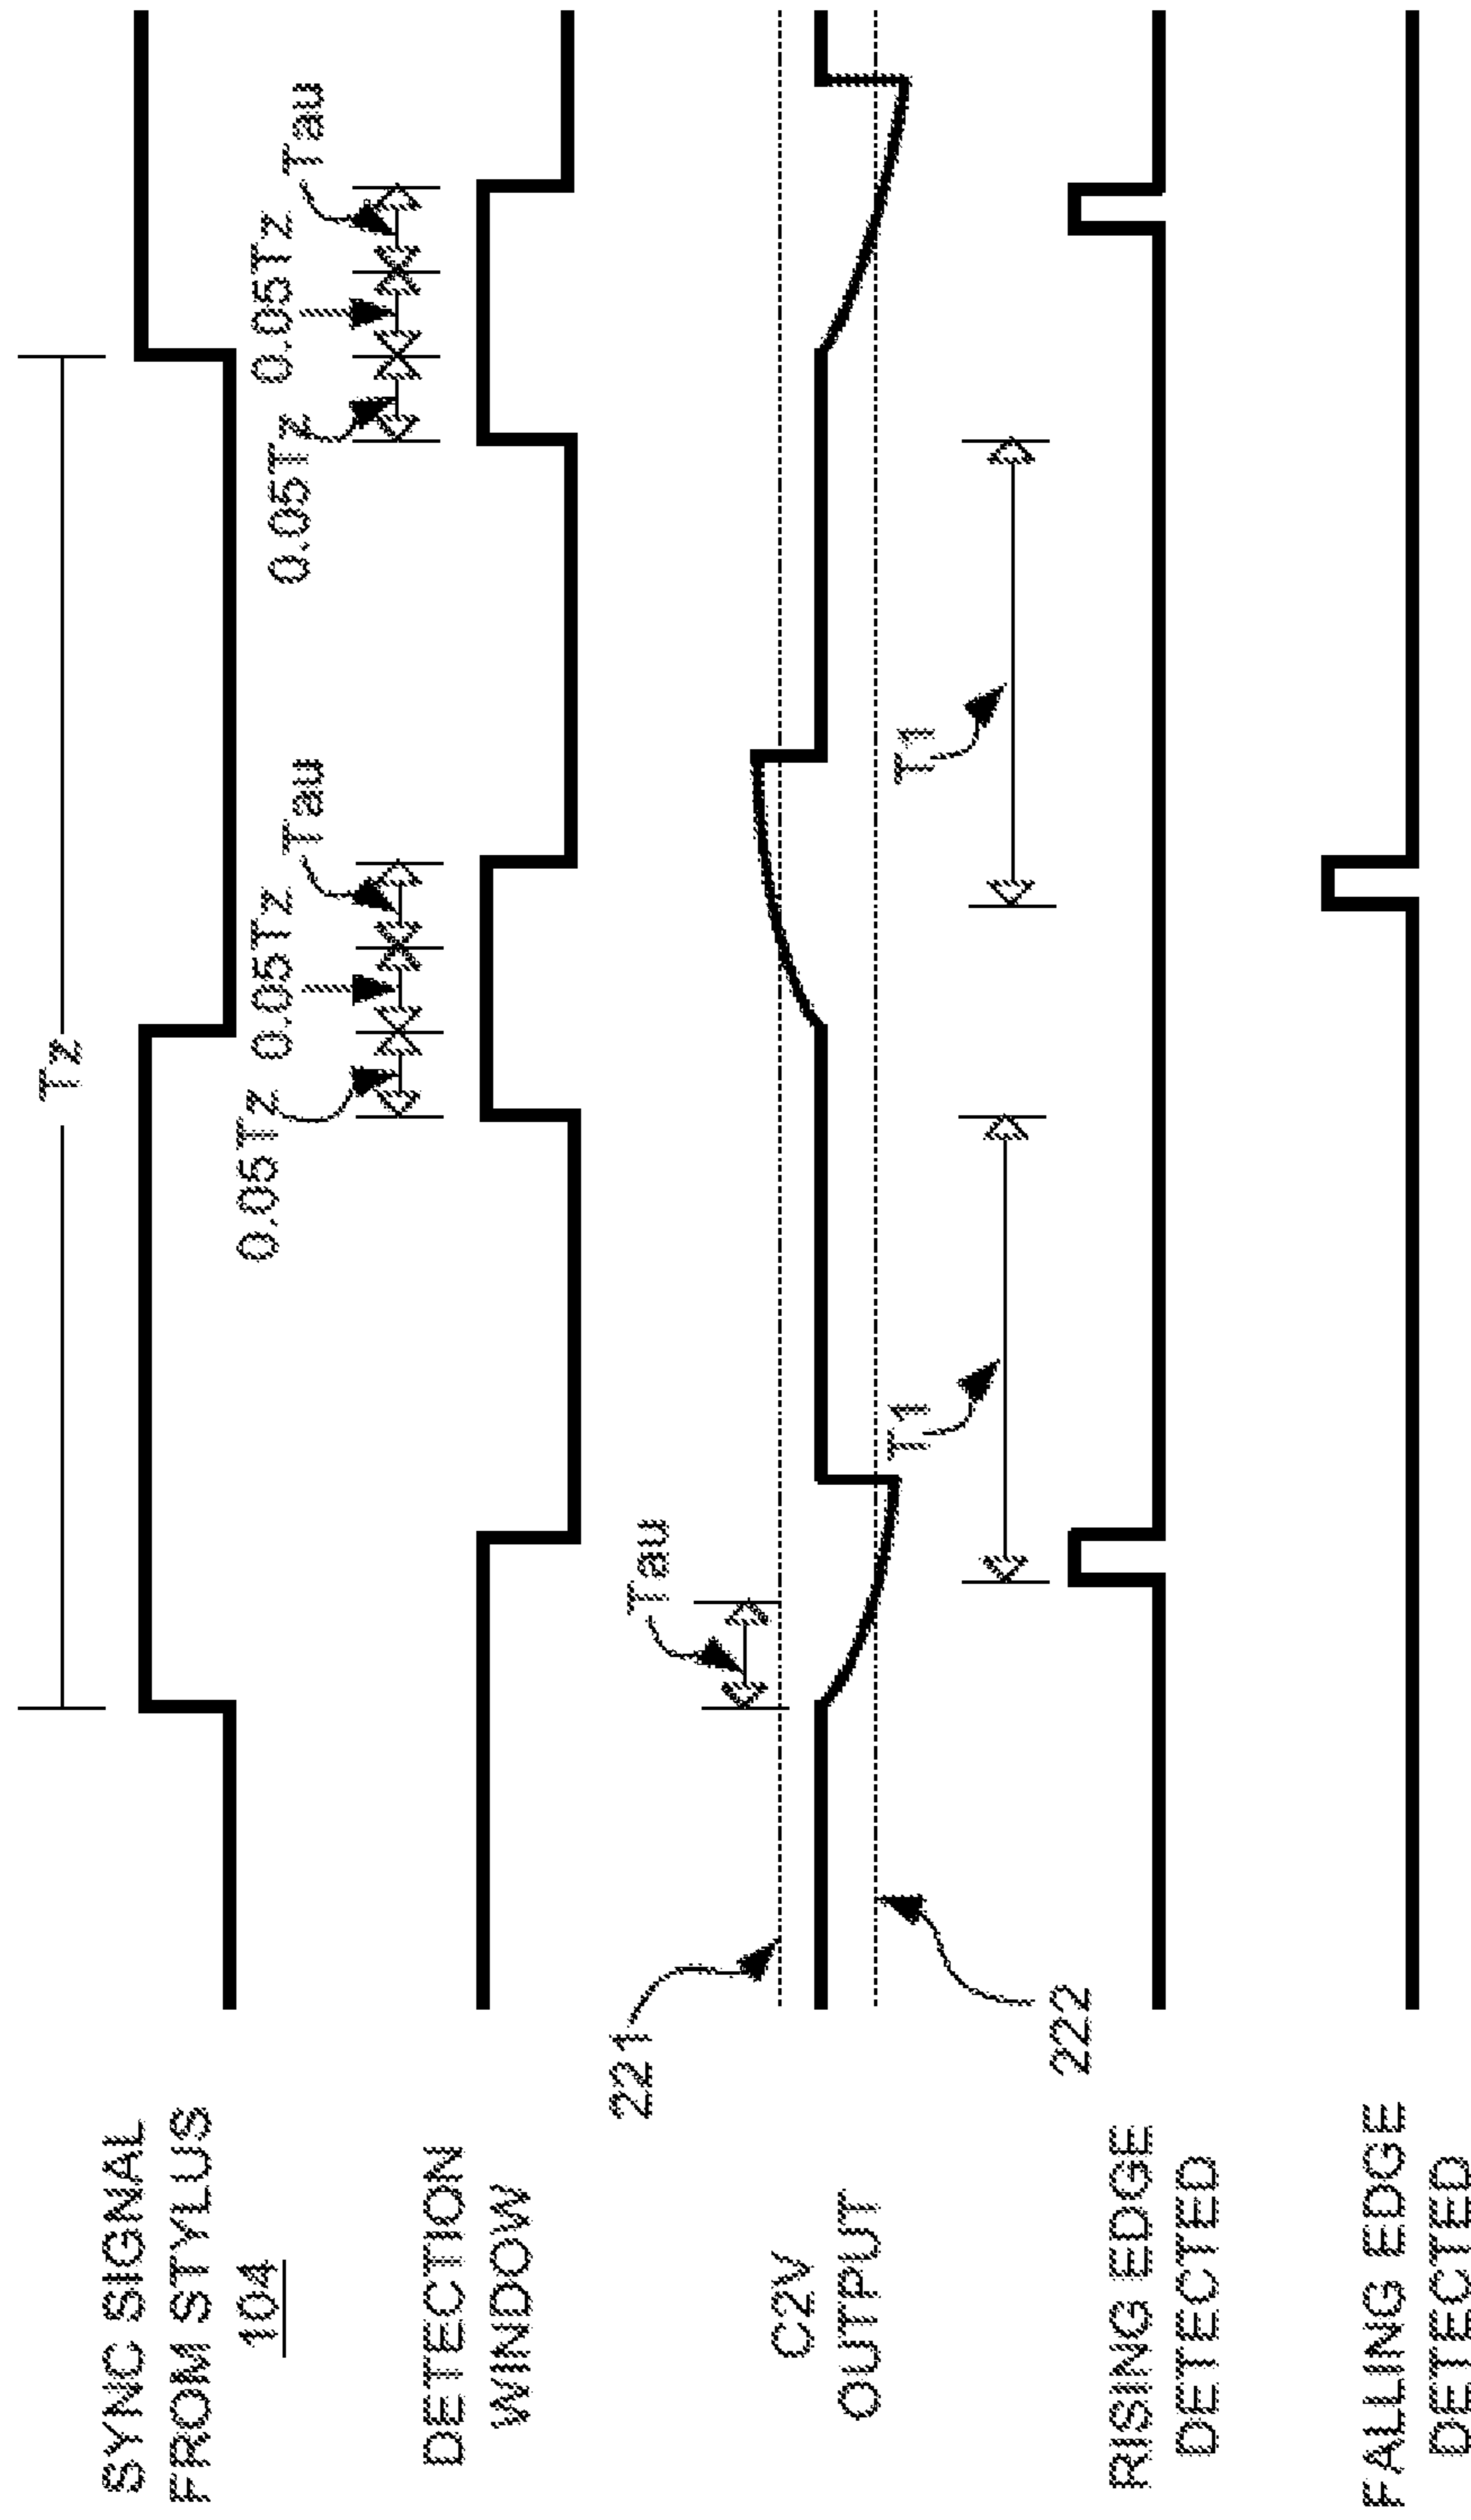 Tz
SYNC SIGNAL
FROM STYLUS
104
0.05Tz
0.05Tz
Tau
0.05Tz
0.05Tz
Tau
DETECTION
WINDOW
221
Tau
C2V
OUTPUT
222
T1
T1
RISING EDGE
DETECTED
FALLING EDGE
DETECTED